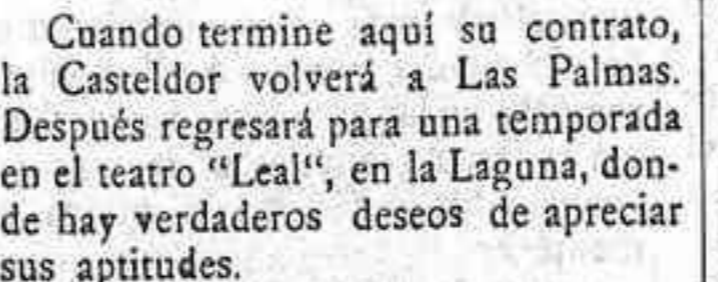 Cuando termine aquí su contrato,
la Casteldor volverá a Las Palmas.
Después regresará para una temporada
en el teatro “Leal“, en la Laguna, don-
de hay verdaderos deseos de apreciar
sus aptitudes.